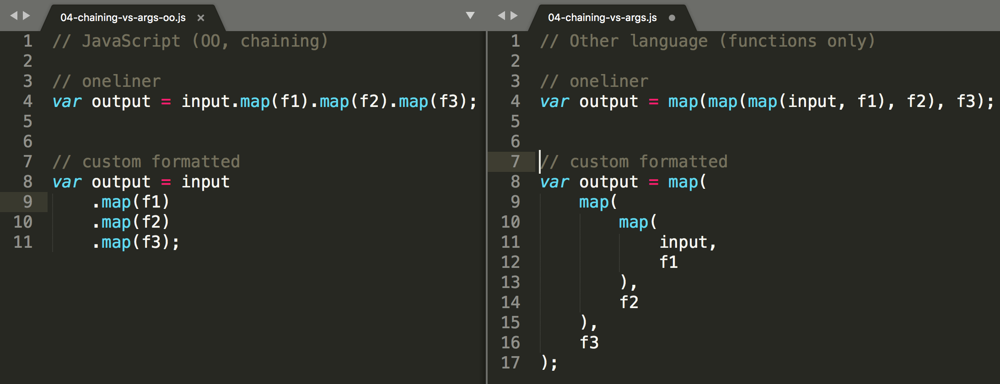 04-chaining-vs-args-oo.js
1 // JavaScript (OO, chaining)
2
3 // oneliner
4 var output = input.map(f1).map(f2).map(f3);
5
6
7 // custom formatted
8 var output = input
9     .map(f1)
10     .map(f2)
11     .map(f3);
04-chaining-vs-args.js
1 // Other language (functions only)
2
3 // oneliner
4 var output = map(map(map(input, f1), f2), f3);
5
6
7 // custom formatted
8 var output = map(
9     map(
10         map(
11             input,
12             f1
13         ),
14         f2
15     ),
16     f3
17 );